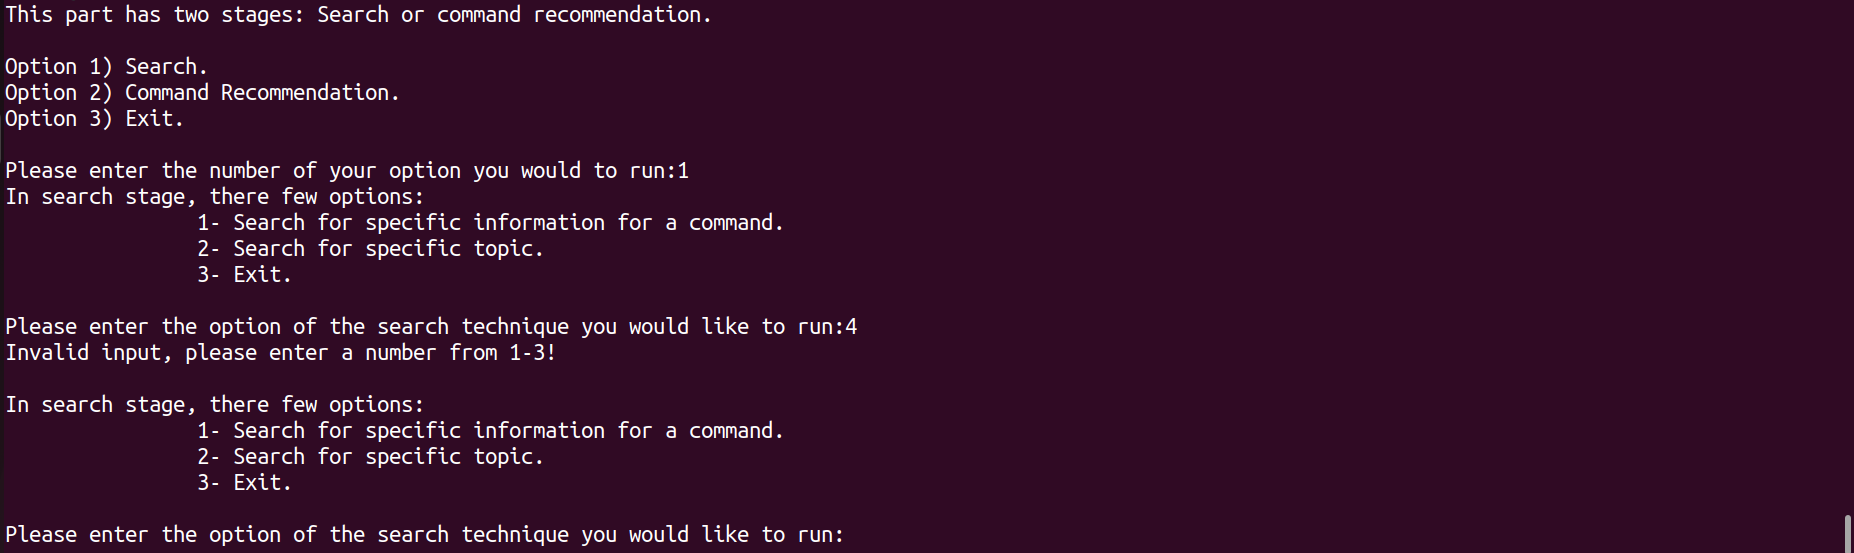 This part has two stages: Search or command recommendation.
Option 1) Search.
Option 2) Command Recommendation.
Option 3) Exit.
Please enter the number of your option you would to run:1
In search stage, there few options:
1- Search for specific information for a command.
2- Search for specific topic.
3- Exit.
Please enter the option of the search technique you would like to run:4
Invalid input, please enter a number from 1-3!
In search stage, there few options:
1- Search for specific information for a command.
2- Search for specific topic.
3- Exit.
Please enter the option of the search technique you would like to run: